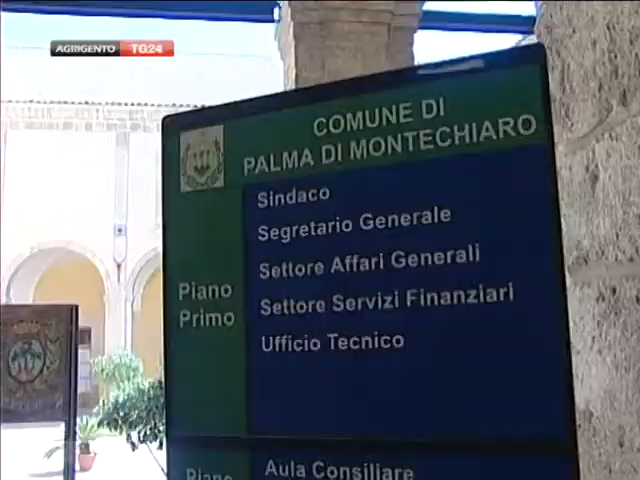 AGRIGENTO TG24
COMUNE DI
PALMA DI MONTECHIARO
Sindaco
Segretario Generale
Settore Affari Generali
Piano
Primo
Settore Servizi Finanziari
Ufficio Tecnico
Piano
Aula Consiliare